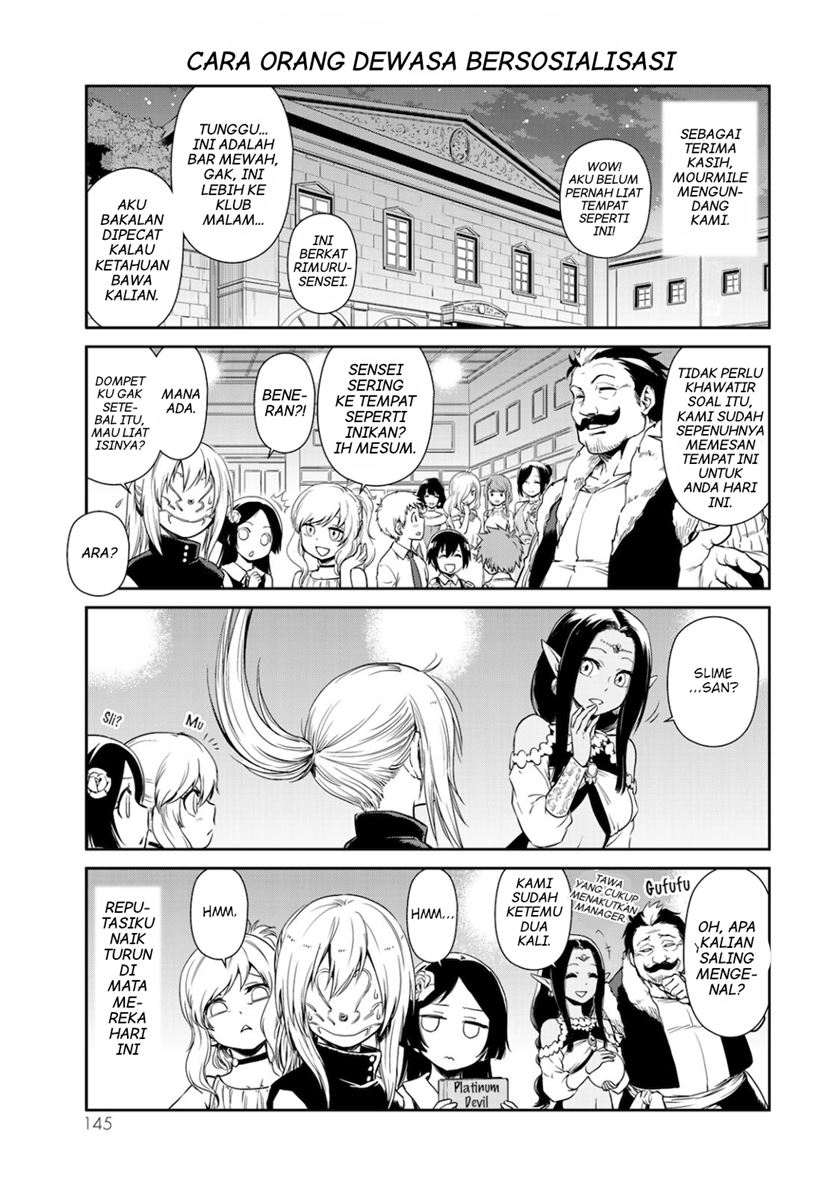 CARA ORANG DEWASA BERSOSIALISASI
SEBAGAI
TERIMA
KASIH,
MOURMILE
MENGUN-
DANG
KAMI.
WOW!
AKU BELUM
PERNAH LIAT
TEMPAT
SEPERTI
INI!
INI
BERKAT
RIMURU-
SENSEI.
TUNGGU...
INI ADALAH
BAR MEWAH,
GAK, INI
LEBIH KE
KLUB
MALAM...
AKU
BAKALAN
DIPECAT
KALAU
KETAHUAN
BAWA
KALIAN.
TIDAK PERLU
KHAWATIR
SOAL ITU,
KAMI SUDAH
SEPENUHNYA
MEMESAN
TEMPAT INI
UNTUK
ANDA HARI
INI.
SENSEI
SERING
KE TEMPAT
SEPERTI
INIKAN?
IH MESUM.
BENE-
RAN?!
MANA
ADA.
DOMPET
KU GAK
SETE-
BAL ITU,
MAU LIAT
ISINYA?
ARA?
SLIME
...SAN?
Mu
Sli?
OH, APA
KALIAN
SALING
MENGE-
NAL?
Gufufu
TAWA
YANG CUKUP
MENAKUTKAN
MANAGER.
KAMI
SUDAH
KETEMU
DUA
KALI.
HMM...
HMM.
Platinum
Devil
REPU-
TASIKU
NAIK
TURUN
DI
MATA
ME-
REKA
HARI
INI
145